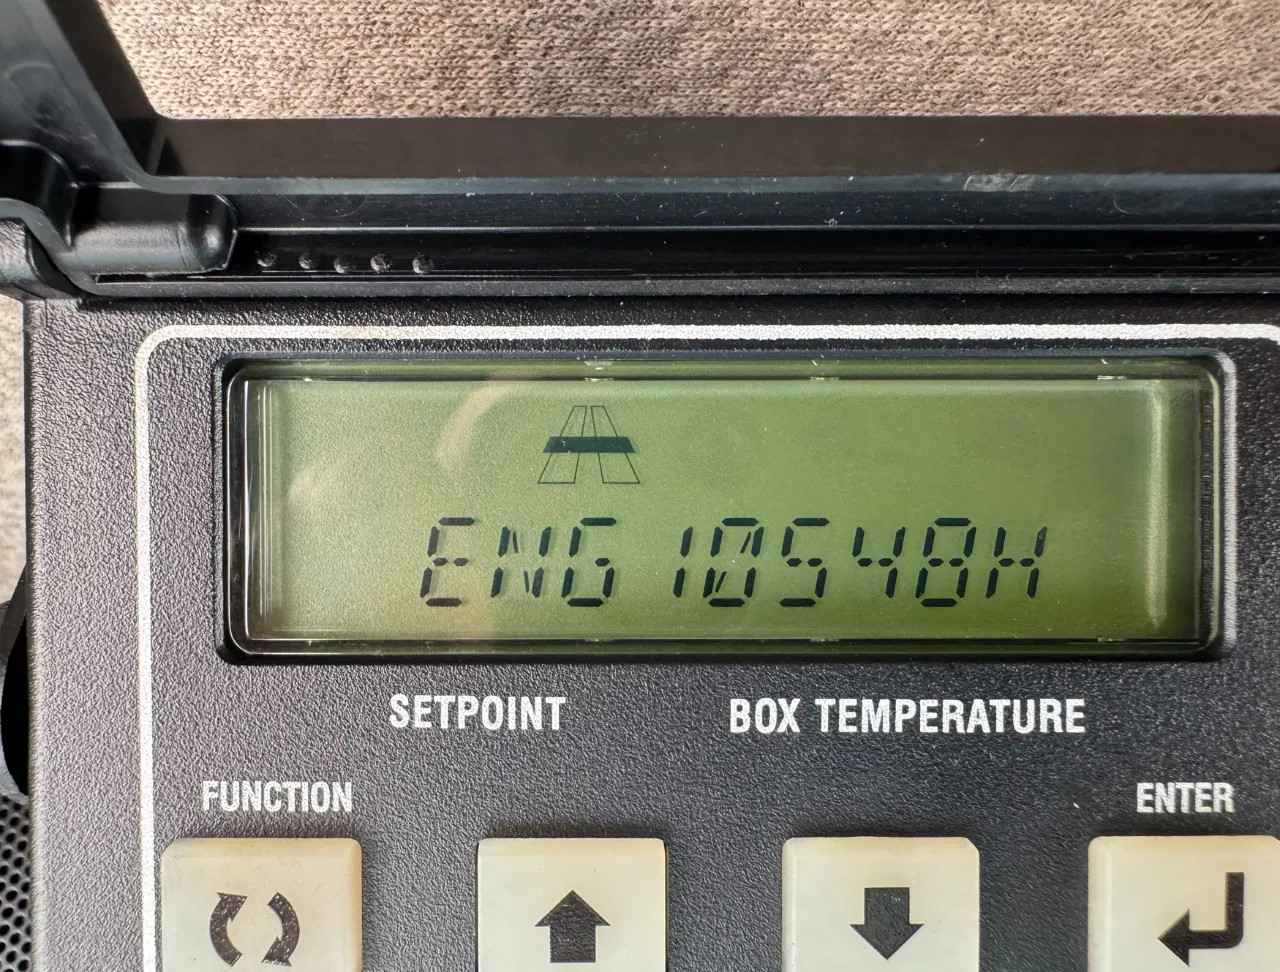 ENG 10548H
SETPOINT BOX TEMPERATURE
FUNCTION ENTER